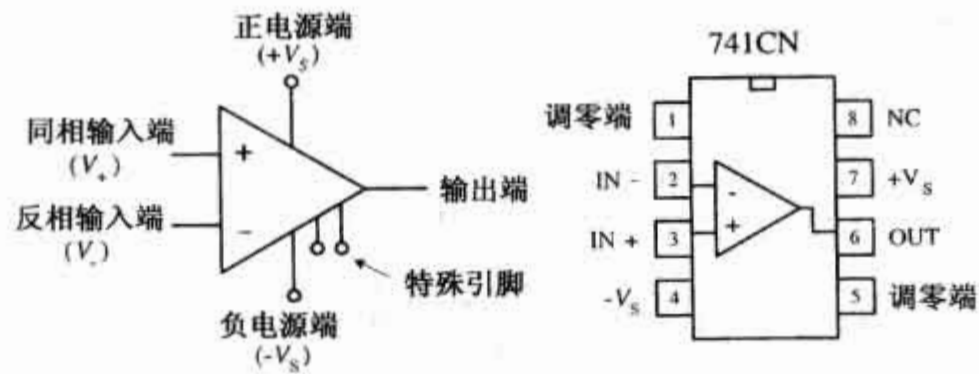 正电源端
(+Vs)
同相输入端
(V+)
+
反相输入端
(V-)
-
输出端
特殊引脚
负电源端
(-Vs)
741CN
调零端 1
8 NC
IN - 2
-
7 +Vs
IN + 3
+
6 OUT
-Vs 4
5 调零端